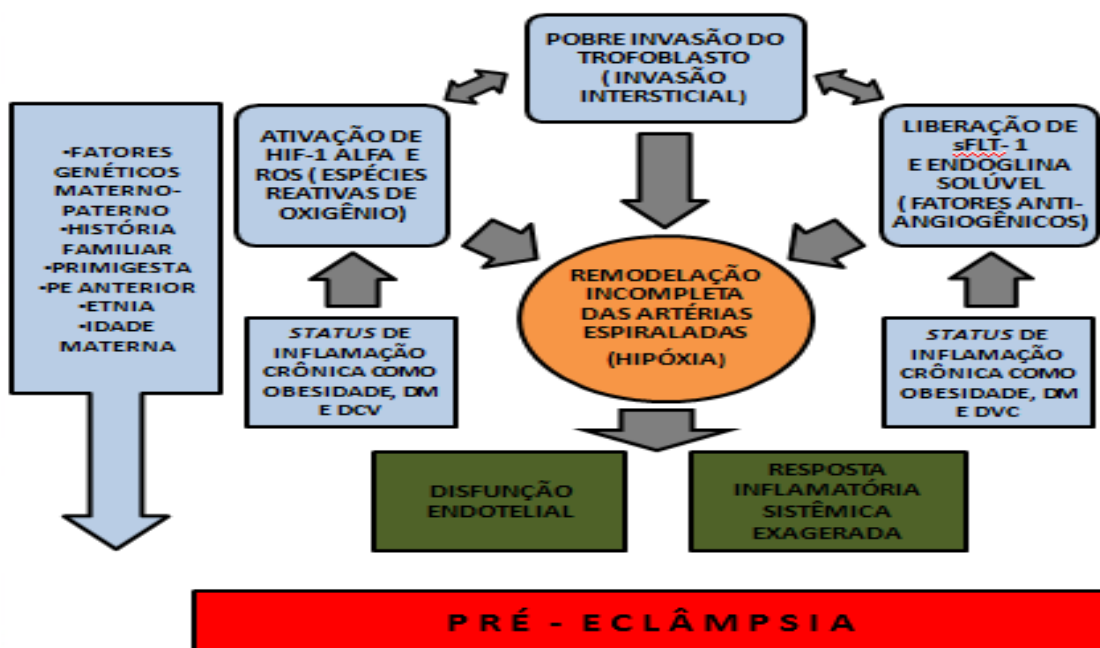 POBRE INVASÃO DO
TROFOBLASTO
( INVASÃO
INTERSTICIAL)
•FATORES
GENÉTICOS
MATERNO-
PATERNO
•HISTÓRIA
FAMILIAR
•PRIMIGESTA
•PE ANTERIOR
•ETNIA
•IDADE
MATERNA
ATIVAÇÃO DE
HIF-1 ALFA E
ROS ( ESPÉCIES
REATIVAS DE
OXIGÊNIO)
LIBERAÇÃO DE
sFLT- 1
E ENDOGLINA
SOLÚVEL
( FATORES ANTI-
ANGIOGÊNICOS)
REMODELAÇÃO
INCOMPLETA
DAS ARTÉRIAS
ESPIRALADAS
(HIPÓXIA)
STATUS DE
INFLAMAÇÃO
CRÔNICA COMO
OBESIDADE, DM
E DCV
STATUS DE
INFLAMAÇÃO
CRÔNICA COMO
OBESIDADE, DM
E DVC
DISFUNÇÃO
ENDOTELIAL
RESPOSTA
INFLAMATÓRIA
SISTÊMICA
EXAGERADA
PRÉ - ECLÂMPSIA